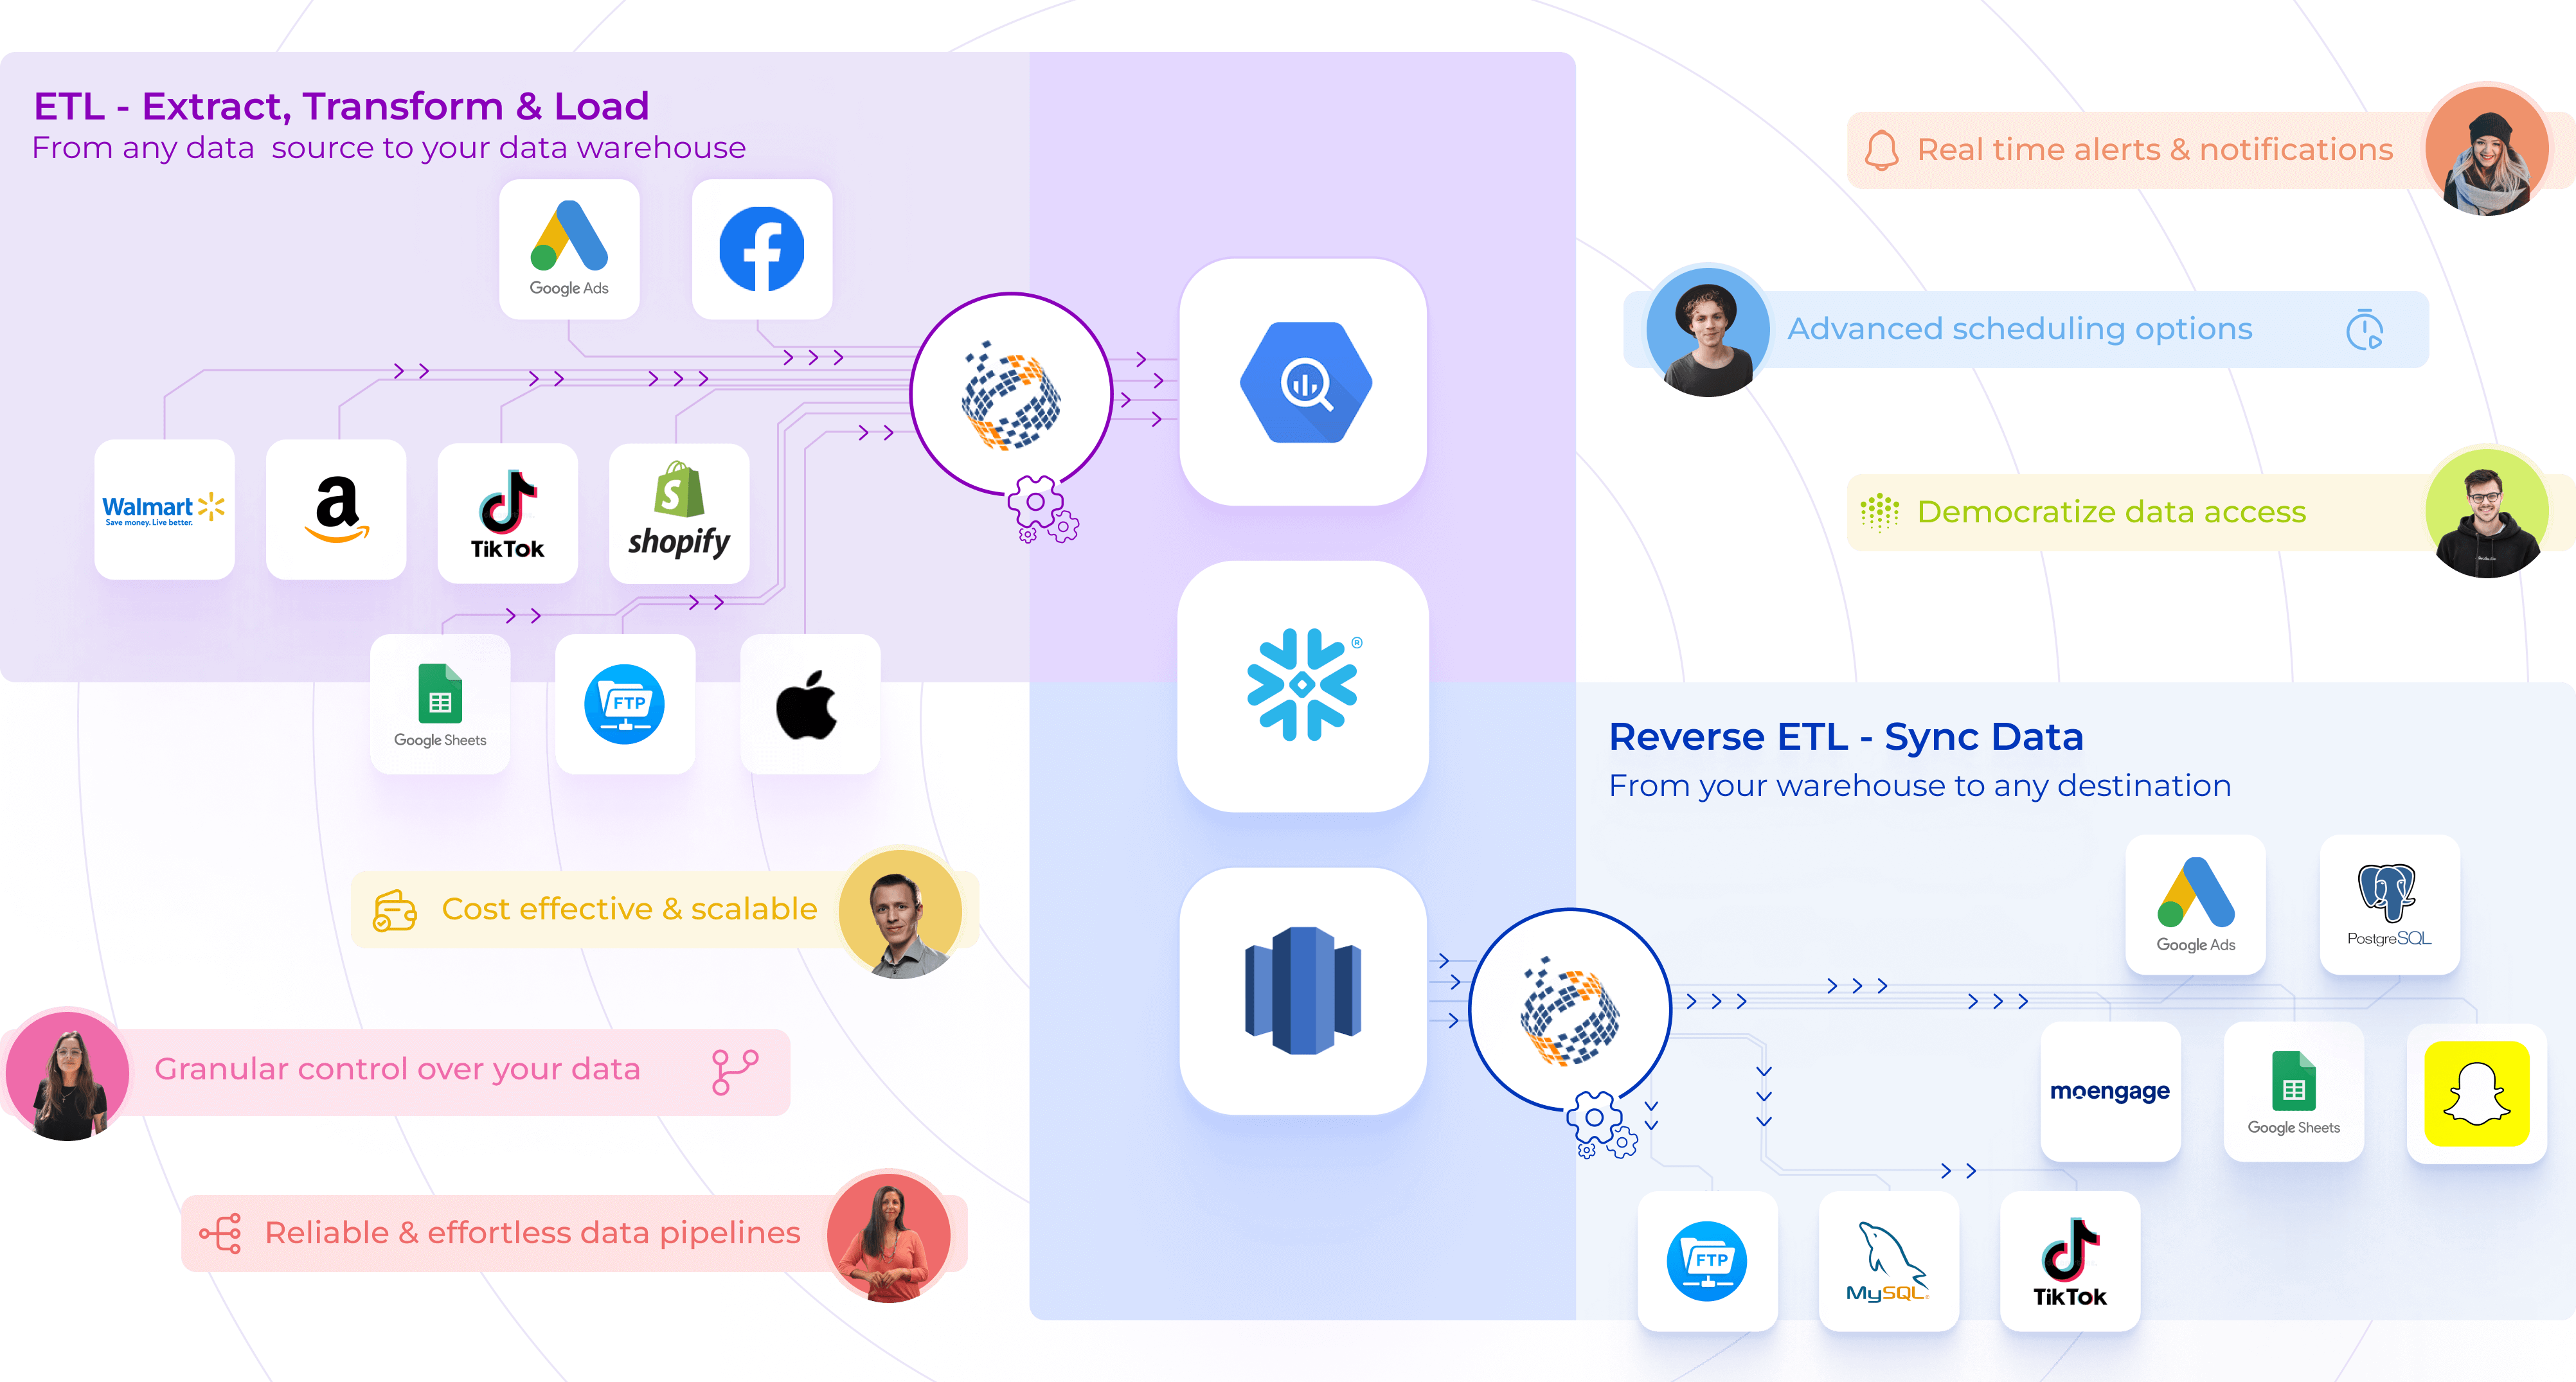 ETL - Extract, Transform & Load
From any data source to your data warehouse
Google Ads
Walmart
Save money. Live better.
a
TikTok
shopify
Google Sheets
FTP
Cost effective & scalable
Granular control over your data
Reliable & effortless data pipelines
®
Real time alerts & notifications
Advanced scheduling options
Democratize data access
Reverse ETL - Sync Data
From your warehouse to any destination
Google Ads
PostgreSQL
moengage
Google Sheets
FTP
MySQL
TikTok